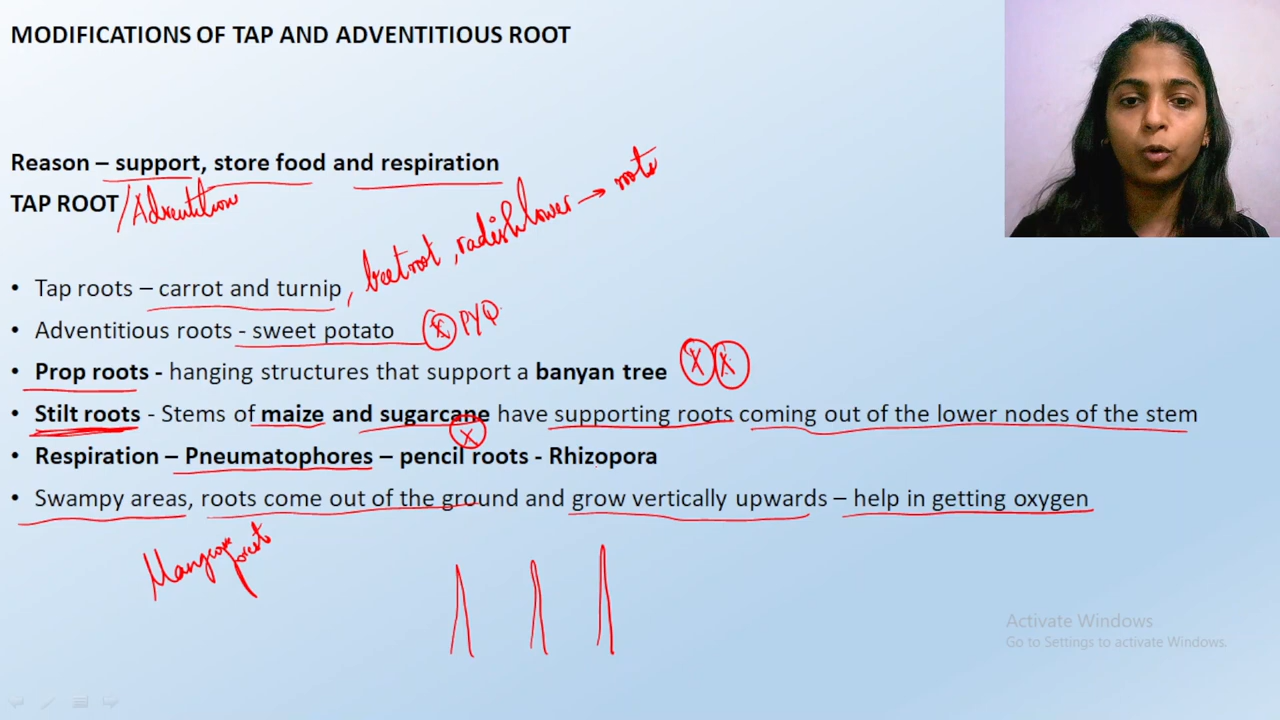 MODIFICATIONS OF TAP AND ADVENTITIOUS ROOT
Reason – support, store food and respiration
TAP ROOT /Advention
beetroot, radish lower → roots
• Tap roots – carrot and turnip,
• Adventitious roots - sweet potato PYQ
• Prop roots - hanging structures that support a banyan tree
• Stilt roots - Stems of maize and sugarcane have supporting roots coming out of the lower nodes of the stem
• Respiration – Pneumatophores – pencil roots - Rhizopora
• Swampy areas, roots come out of the ground and grow vertically upwards – help in getting oxygen
forests
Activate Windows
Go to Settings to activate Windows.